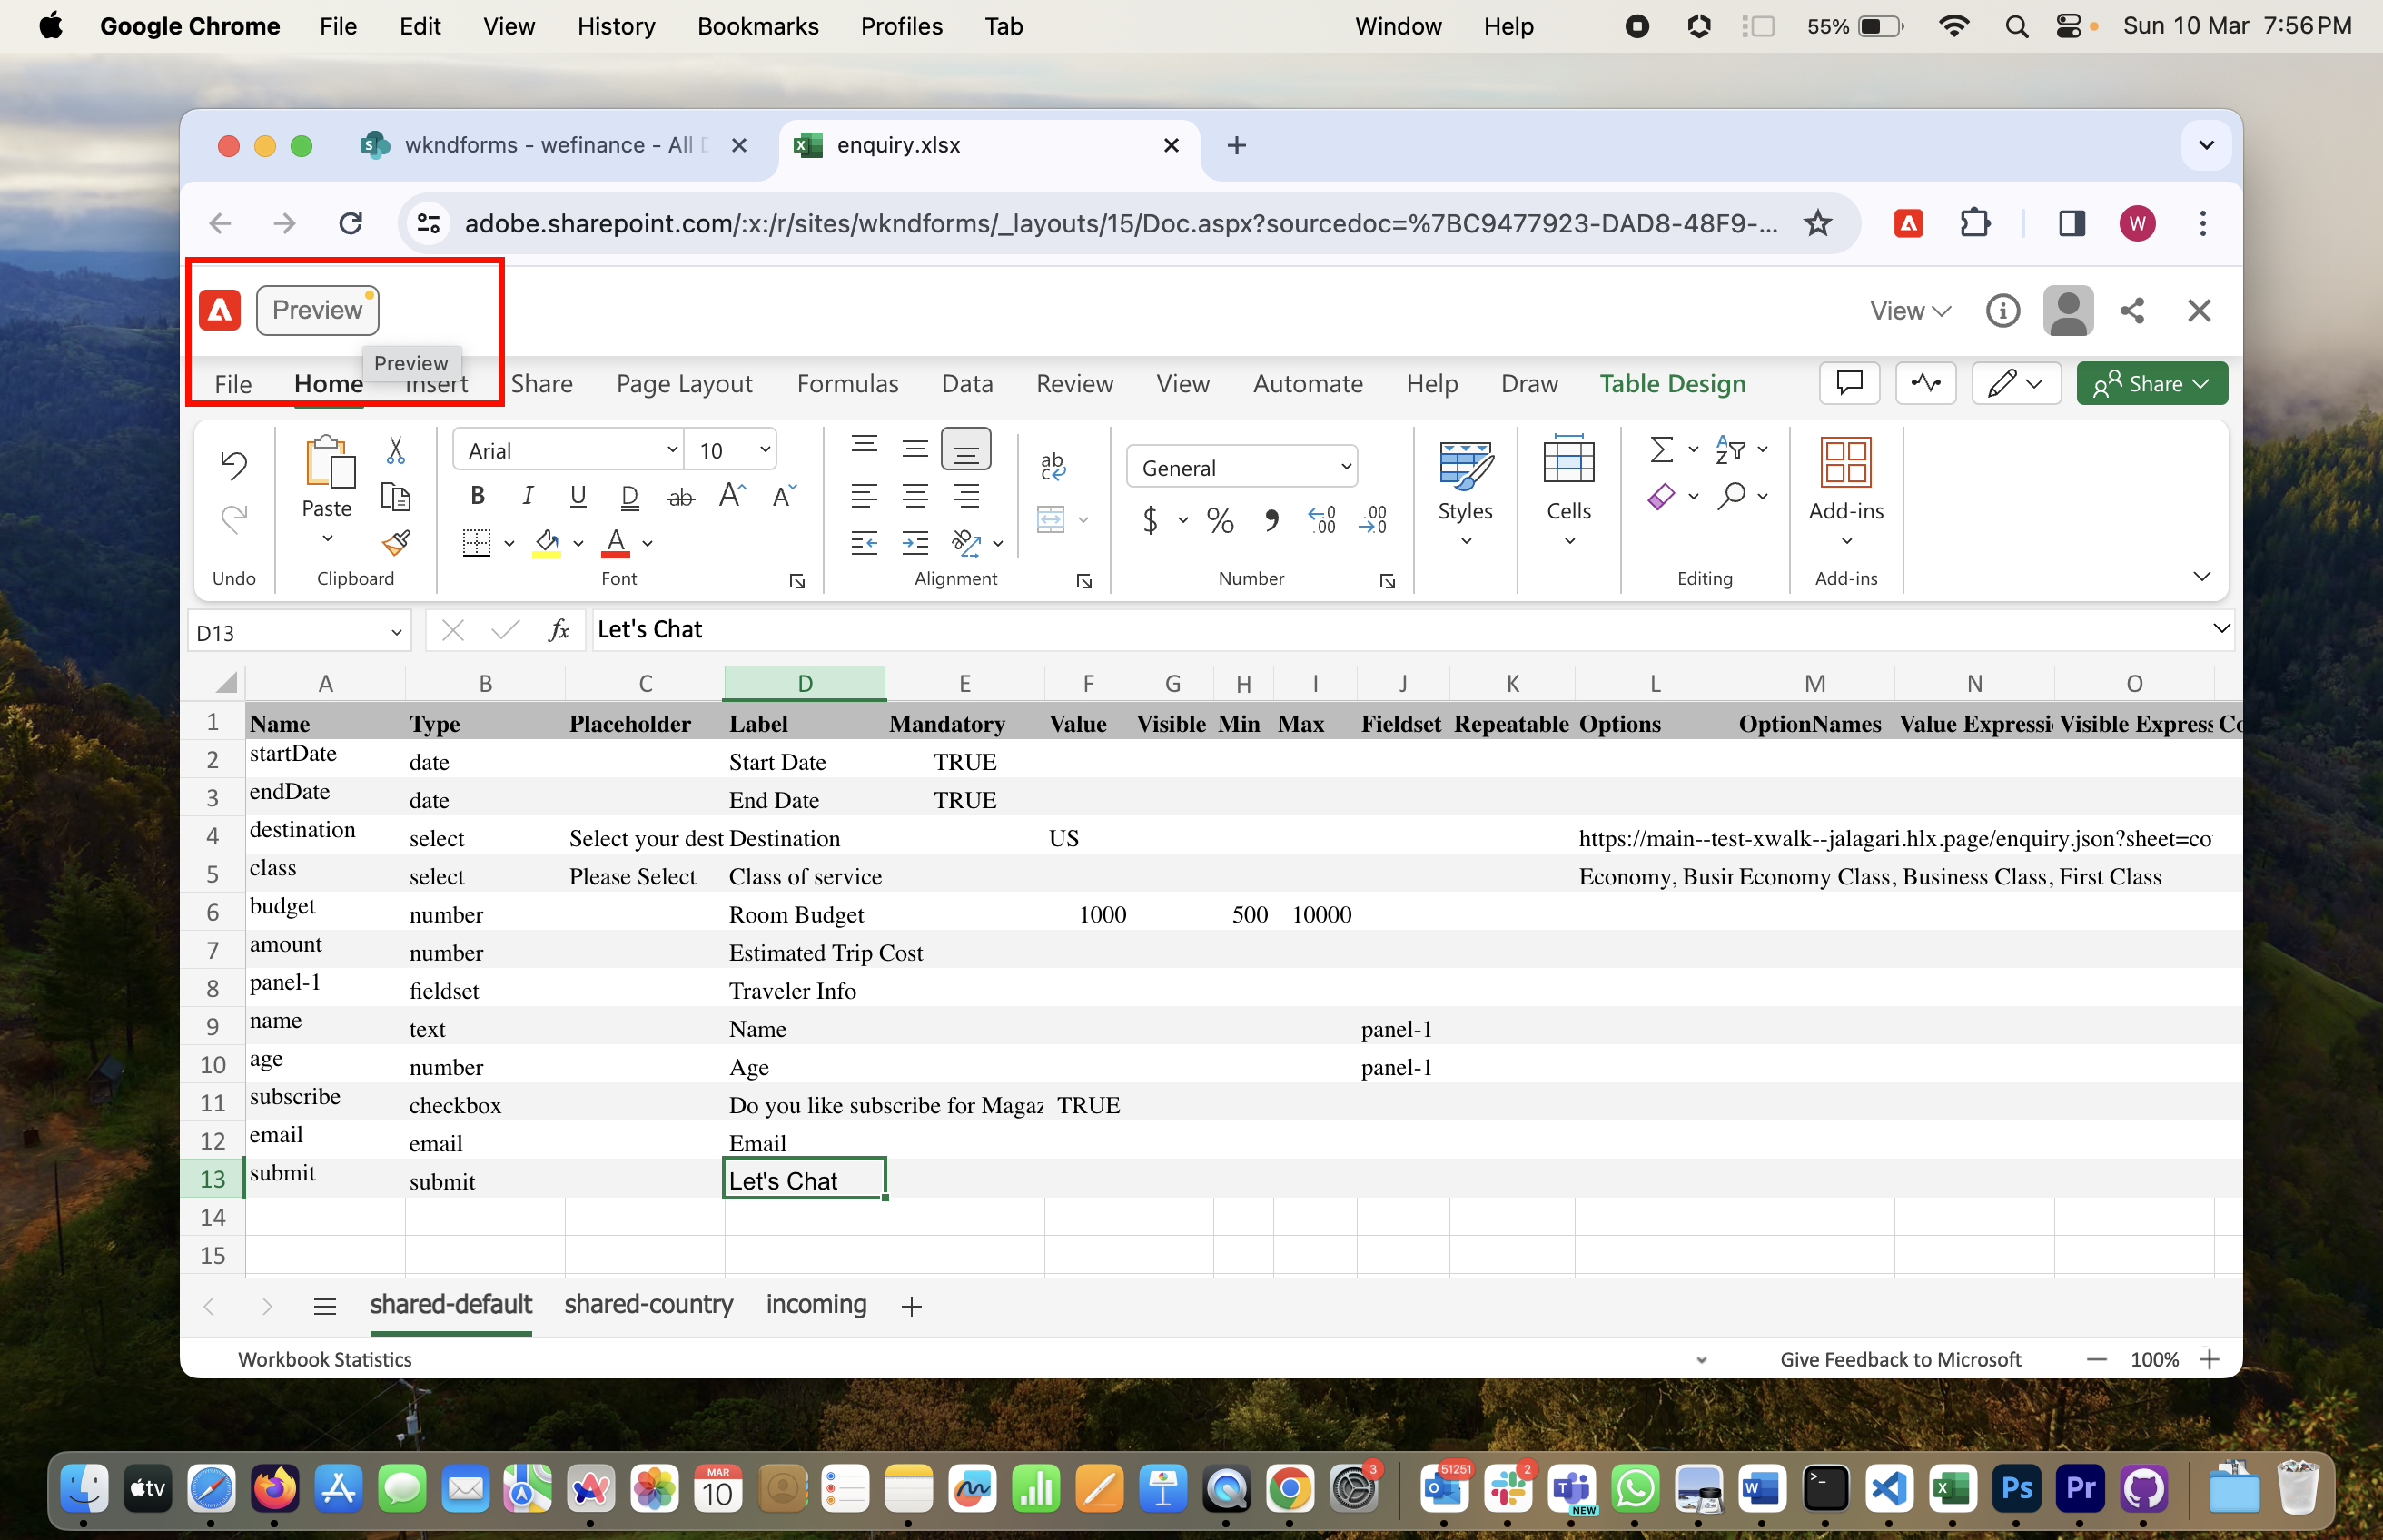 Google Chrome File Edit View History Bookmarks Profiles Tab Window Help 55% Sun 10 Mar 7:56 PM
wkndforms - wefinance - All D enquiry.xlsx
adobe.sharepoint.com/:x:/r/sites/wkndforms/_layouts/15/Doc.aspx?sourcedoc=%7BC9477923-DAD8-48F9-... W
Preview View
Preview
File Home Insert Share Page Layout Formulas Data Review View Automate Help Draw Table Design Share
Arial 10 General
Paste Styles Cells Add-ins
Undo Clipboard Font Alignment Number Editing Add-ins
D13 fx Let's Chat
A B C D E F G H I J K L M N O
1 Name Type Placeholder Label Mandatory Value Visible Min Max Fieldset Repeatable Options OptionNames Value Expressi Visible Express Co
2 startDate date Start Date TRUE
3 endDate date End Date TRUE
4 destination select Select your dest Destination US https://main--test-xwalk--jalagari.hlx.page/enquiry.json?sheet=co
5 class select Please Select Class of service Economy, Busir Economy Class, Business Class, First Class
6 budget number Room Budget 1000 500 10000
7 amount number Estimated Trip Cost
8 panel-1 fieldset Traveler Info
9 name text Name panel-1
10 age number Age panel-1
11 subscribe checkbox Do you like subscribe for Magaz TRUE
12 email email Email
13 submit submit Let's Chat
14
15
shared-default shared-country incoming
Workbook Statistics Give Feedback to Microsoft 100%
tv MAR 10 3 51251 2 NEW Ps Pr